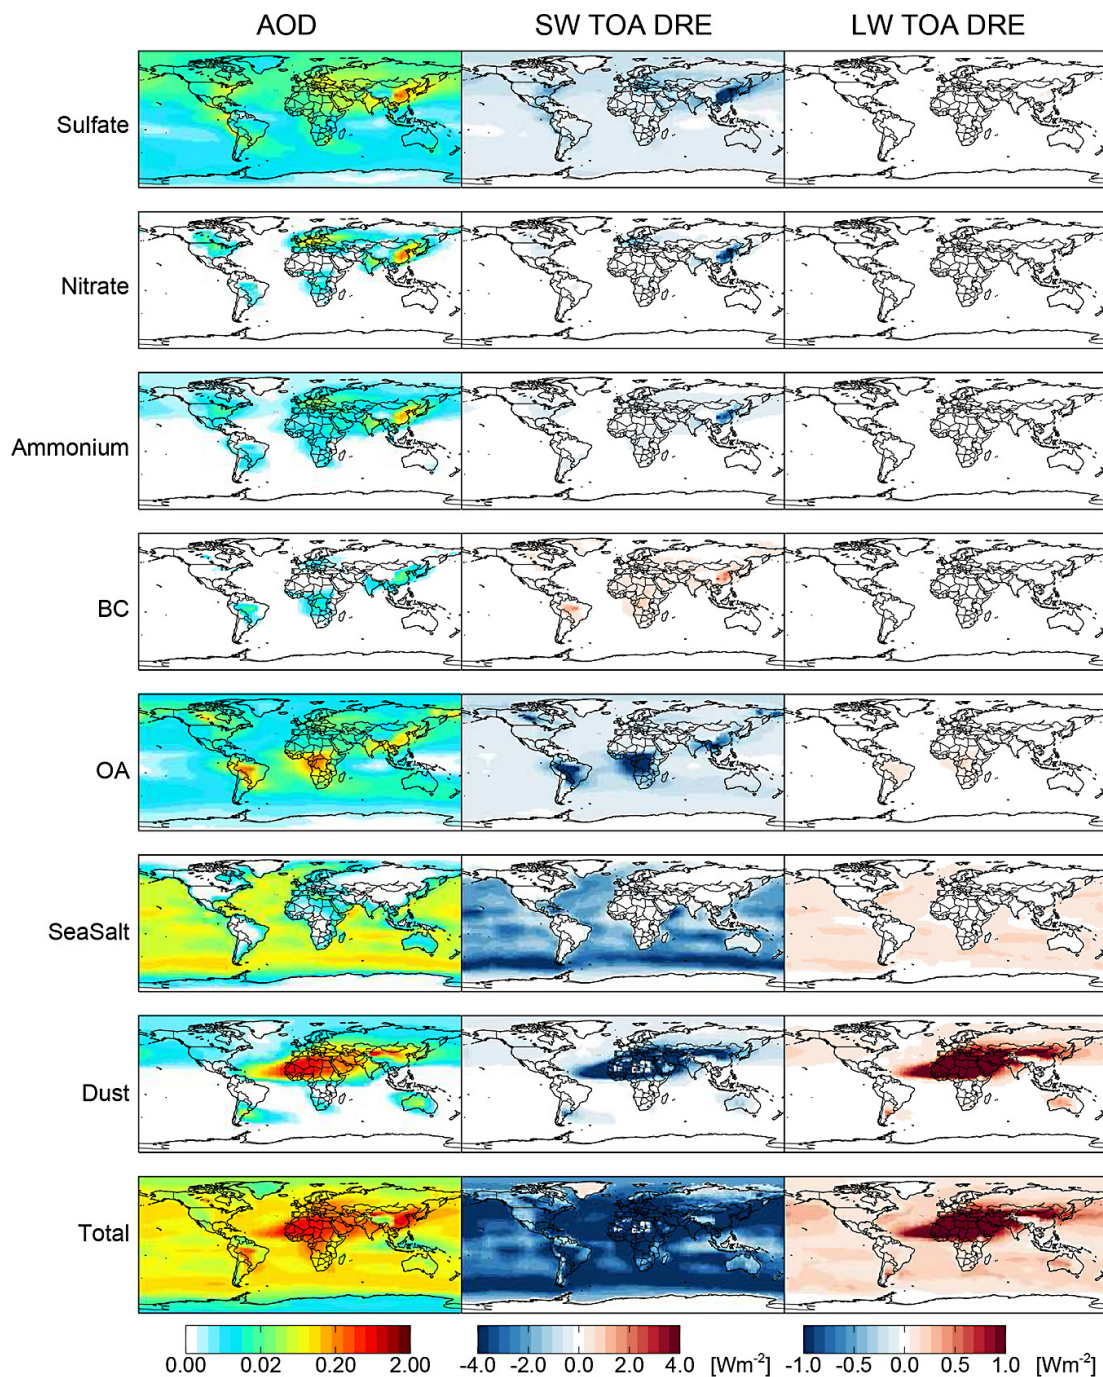 AOD SW TOA DRE LW TOA DRE
Sulfate
Nitrate
Ammonium
BC
OA
SeaSalt
Dust
Total
0.00 0.02 0.20 2.00 -4.0 -2.0 0.0 2.0 4.0 [Wm⁻²] -1.0 -0.5 0.0 0.5 1.0 [Wm⁻²]